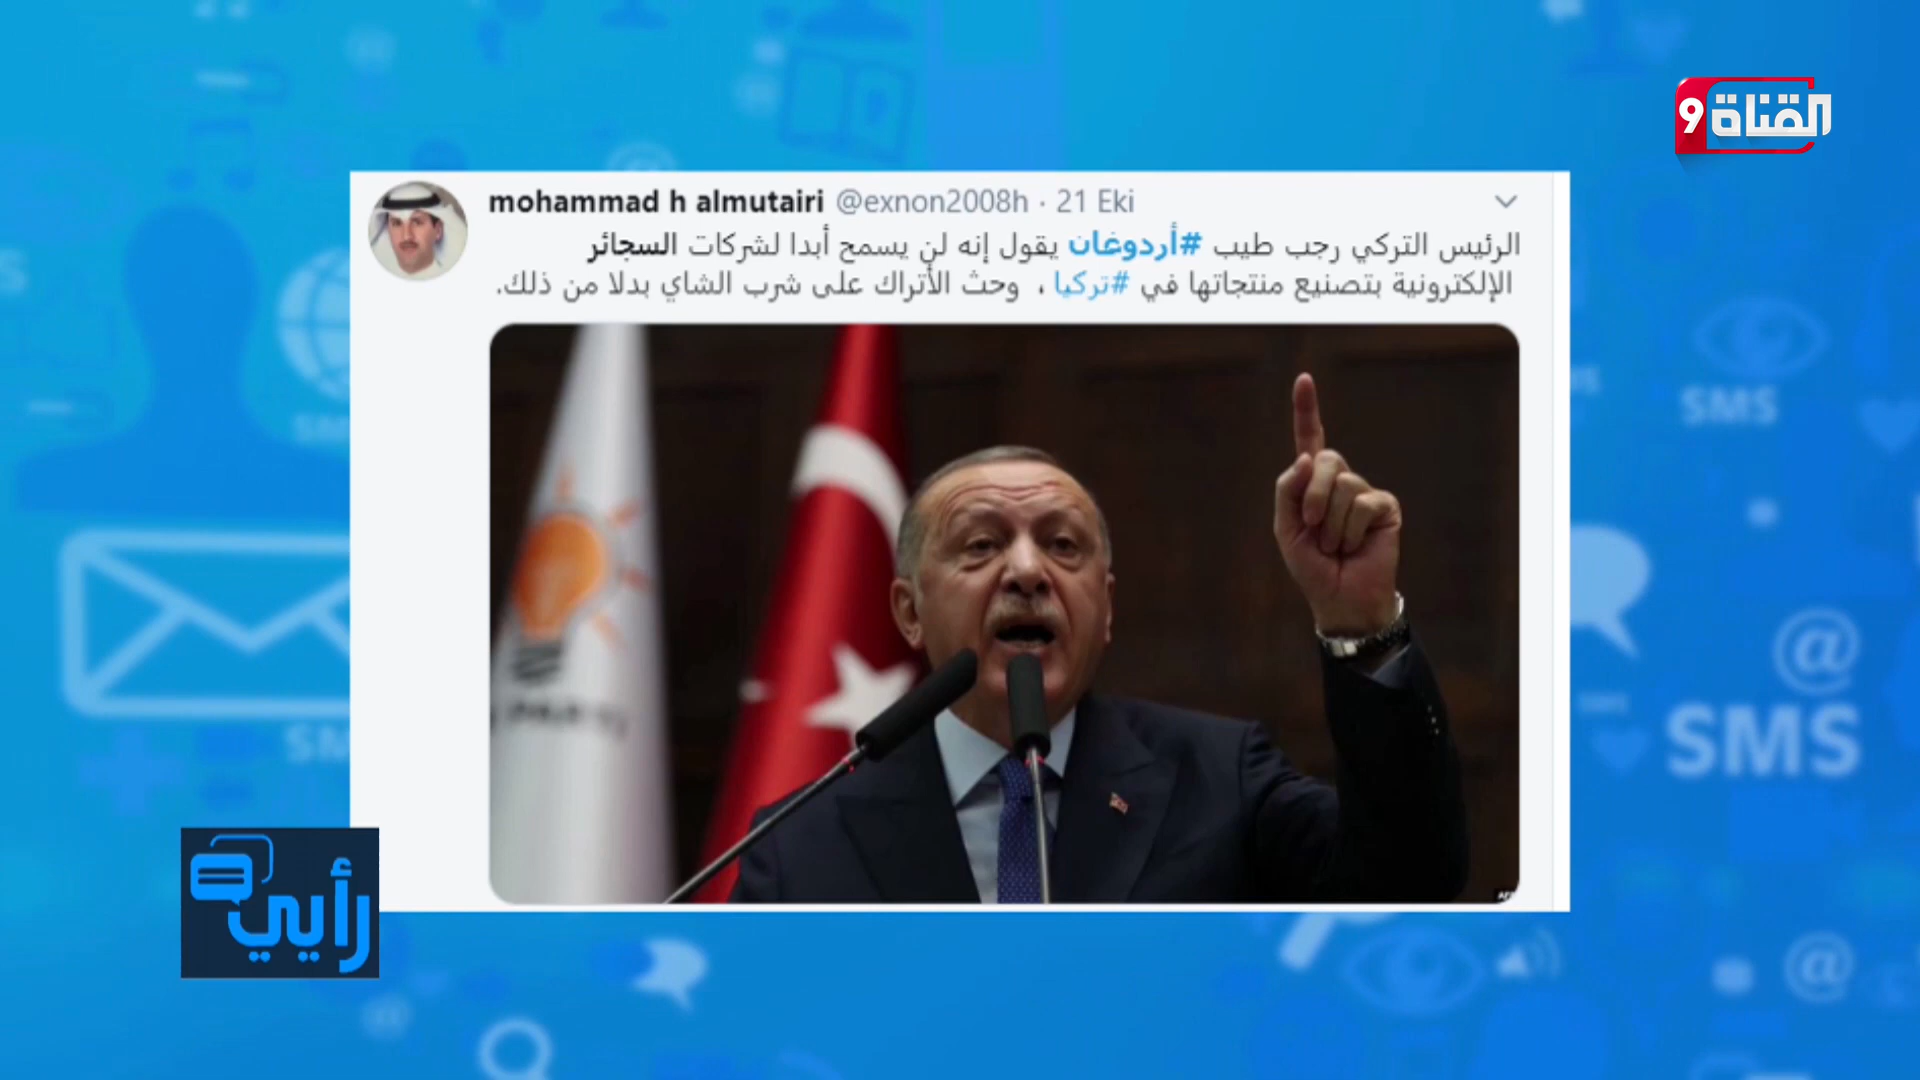 القناة 9
mohammad h almutairi @exnon2008h · 21 Eki
الرئيس التركي رجب طيب #أردوغان يقول إنه لن يسمح أبدا لشركات السجائر
الإلكترونية بتصنيع منتجاتها في #تركيا ، وحث الأتراك على شرب الشاي بدلا من ذلك.
SMS
@
SMS
رأيي
@